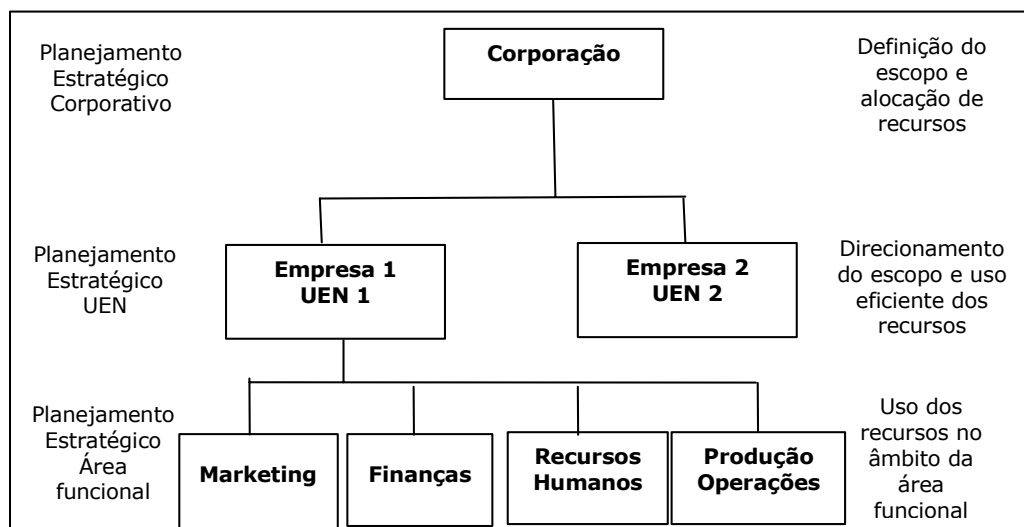 Planejamento
Estratégico
Corporativo
Corporação
Definição do
escopo e
alocação de
recursos
Planejamento
Estratégico
UEN
Empresa 1
UEN 1
Empresa 2
UEN 2
Direcionamento
do escopo e uso
eficiente dos
recursos
Planejamento
Estratégico
Área
funcional
Marketing
Finanças
Recursos
Humanos
Produção
Operações
Uso dos
recursos no
âmbito da
área
funcional